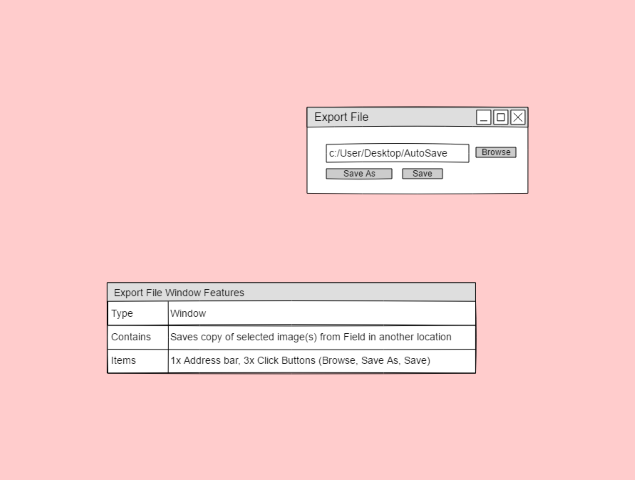 Export File
c:/User/Desktop/AutoSave
Browse
Save As
Save
Export File Window Features
Type
Window
Contains
Saves copy of selected image(s) from Field in another location
Items
1x Address bar, 3x Click Buttons (Browse, Save As, Save)